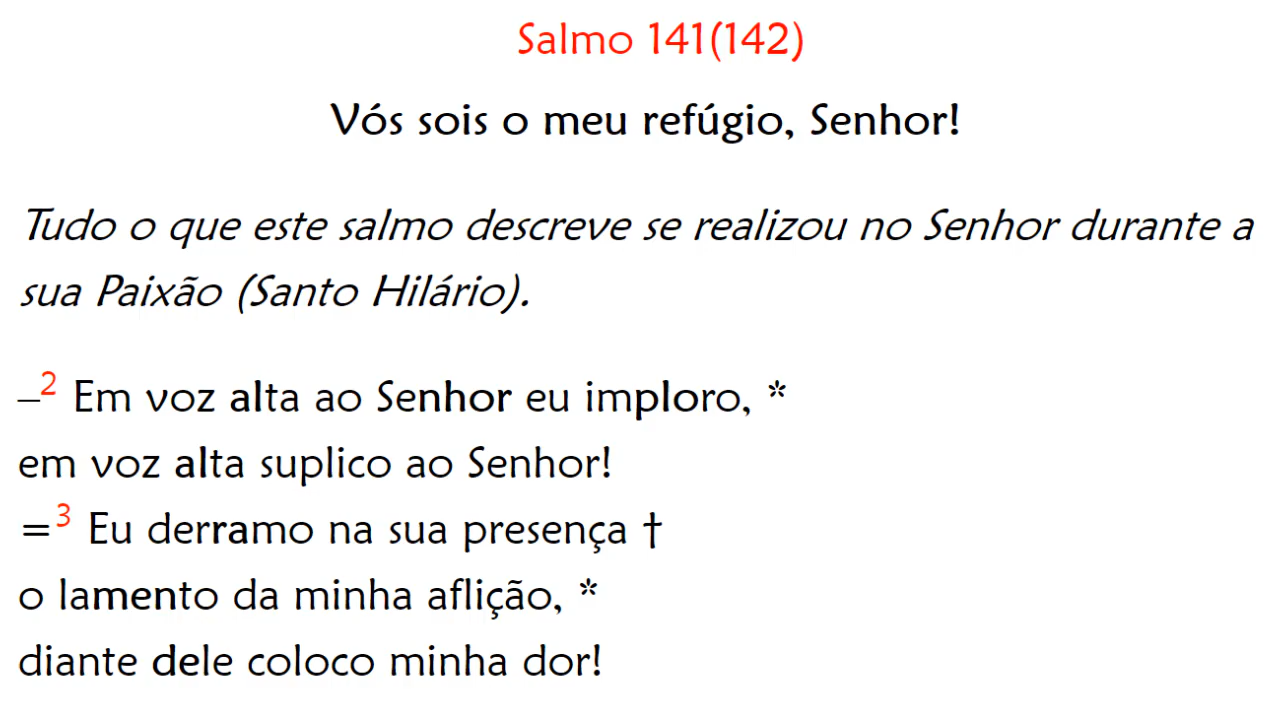 Salmo 141(142)
Vós sois o meu refúgio, Senhor!
Tudo o que este salmo descreve se realizou no Senhor durante a
sua Paixão (Santo Hilário).
–2 Em voz alta ao Senhor eu imploro, *
em voz alta suplico ao Senhor!
=3 Eu derramo na sua presença †
o lamento da minha aflição, *
diante dele coloco minha dor!